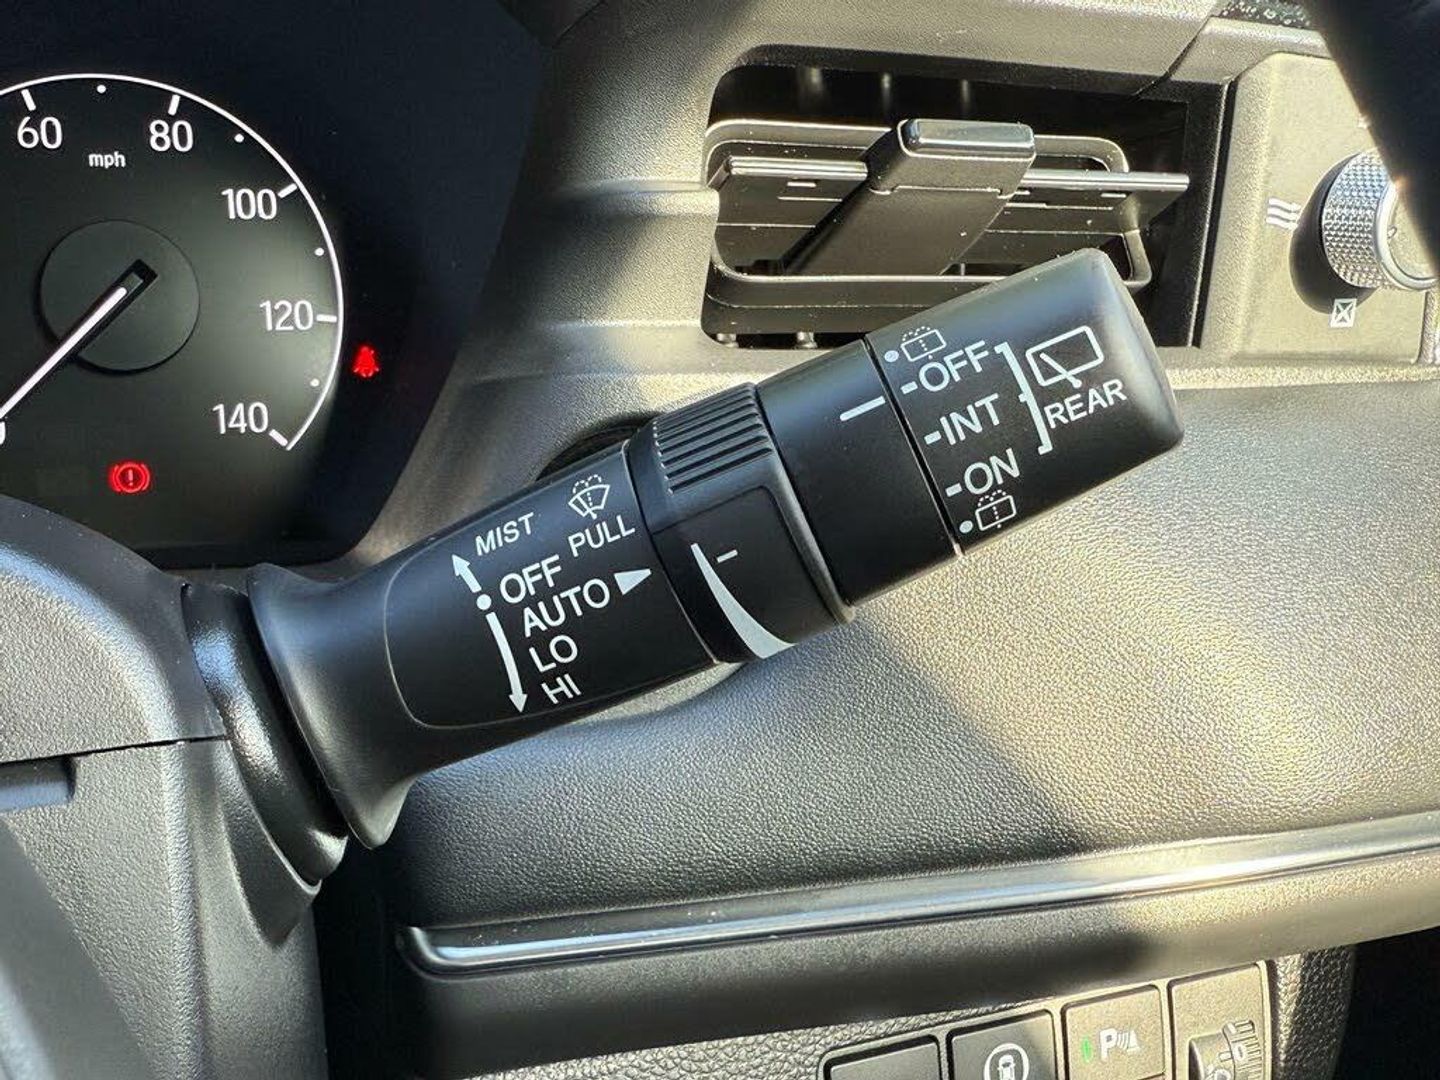 60
80
mph
100
120
140
OFF
INT
ON
REAR
MIST
PULL
OFF
AUTO
LO
HI
P